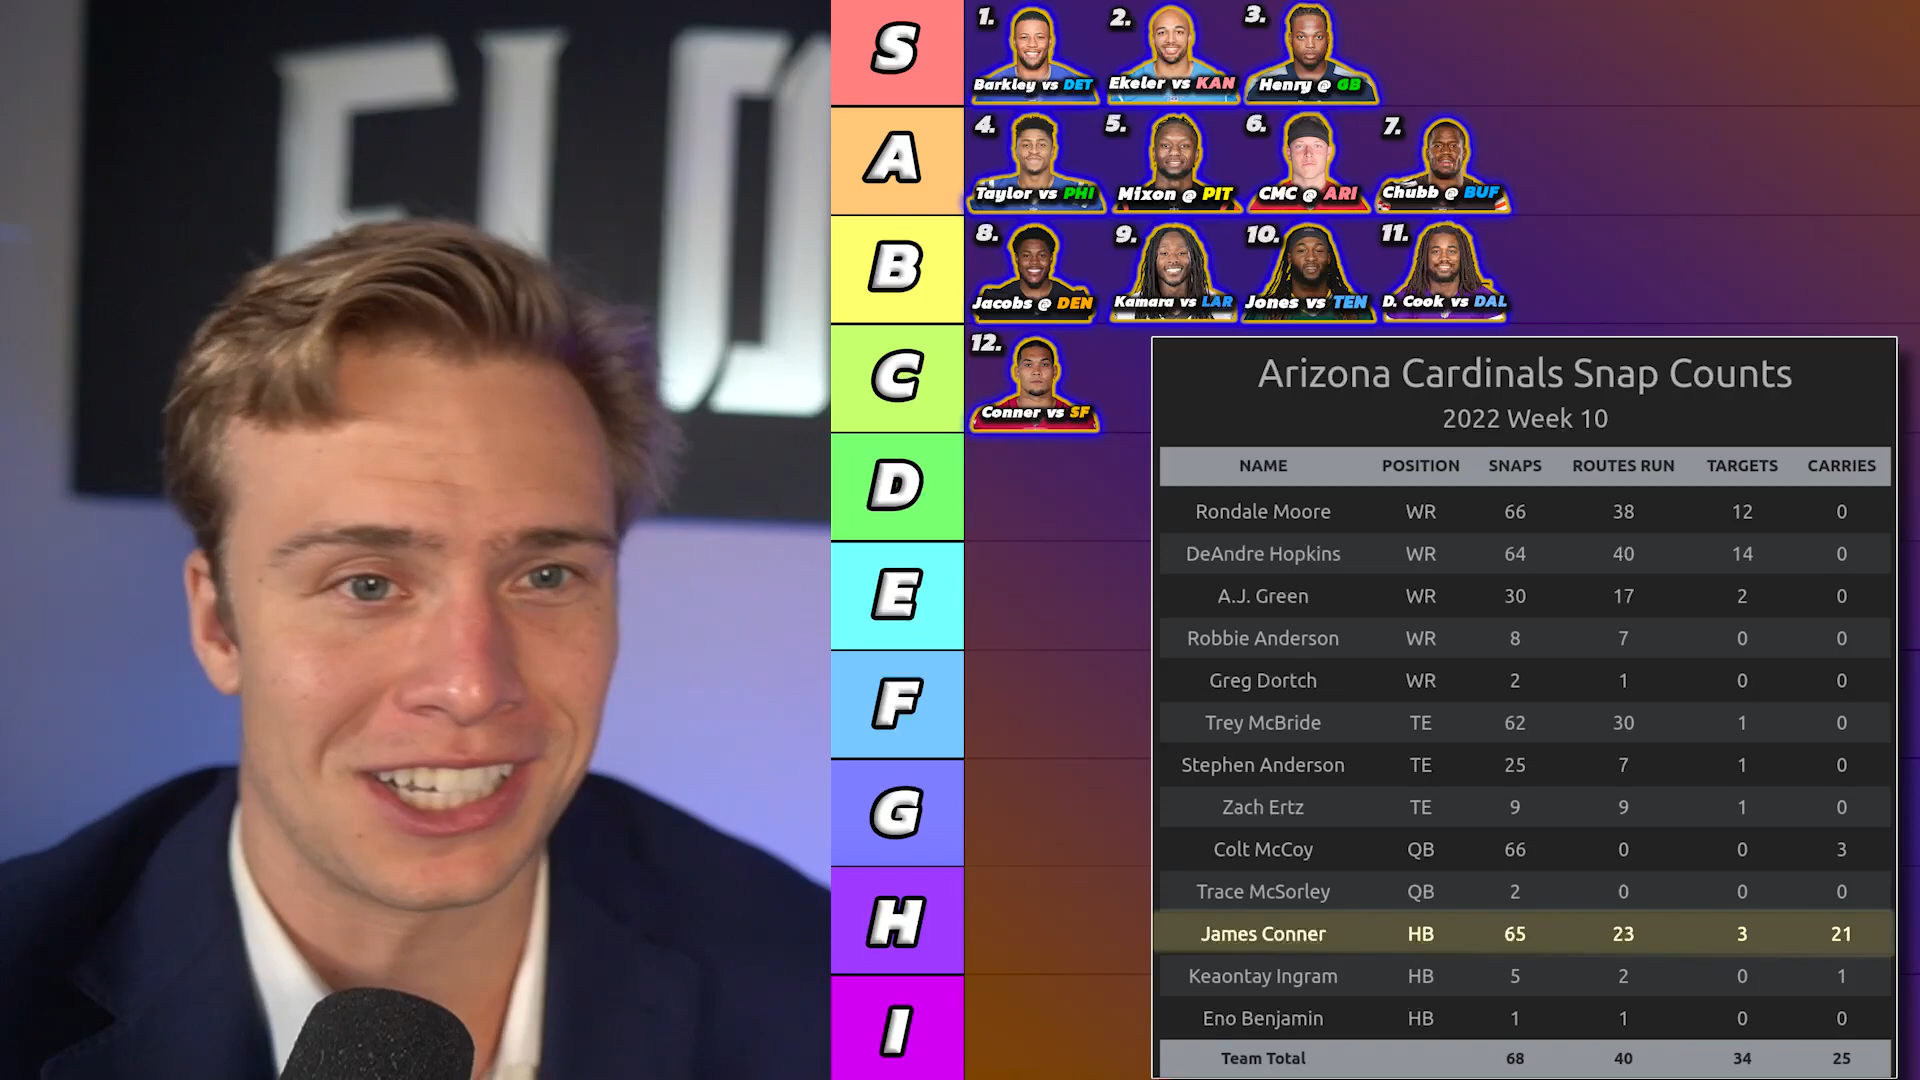 S
1.
2.
3.
Barkley vs DET
Ekeler vs KAN
Henry @ GB
A
4.
5.
6.
7.
Taylor vs PHI
Mixon @ PIT
CMC @ ARI
Chubb @ BUF
B
8.
9.
10.
11.
Jacobs @ DEN
Kamara vs LAR
Jones vs TEN
D. Cook vs DAL
C
12.
Conner vs SF
D
E
F
G
H
I
Arizona Cardinals Snap Counts
2022 Week 10
NAME POSITION SNAPS ROUTES RUN TARGETS CARRIES
Rondale Moore WR 66 38 12 0
DeAndre Hopkins WR 64 40 14 0
A.J. Green WR 30 17 2 0
Robbie Anderson WR 8 7 0 0
Greg Dortch WR 2 1 0 0
Trey McBride TE 62 30 1 0
Stephen Anderson TE 25 7 1 0
Zach Ertz TE 9 9 1 0
Colt McCoy QB 66 0 0 3
Trace McSorley QB 2 0 0 0
James Conner HB 65 23 3 21
Keaontay Ingram HB 5 2 0 1
Eno Benjamin HB 1 1 0 0
Team Total 68 40 34 25